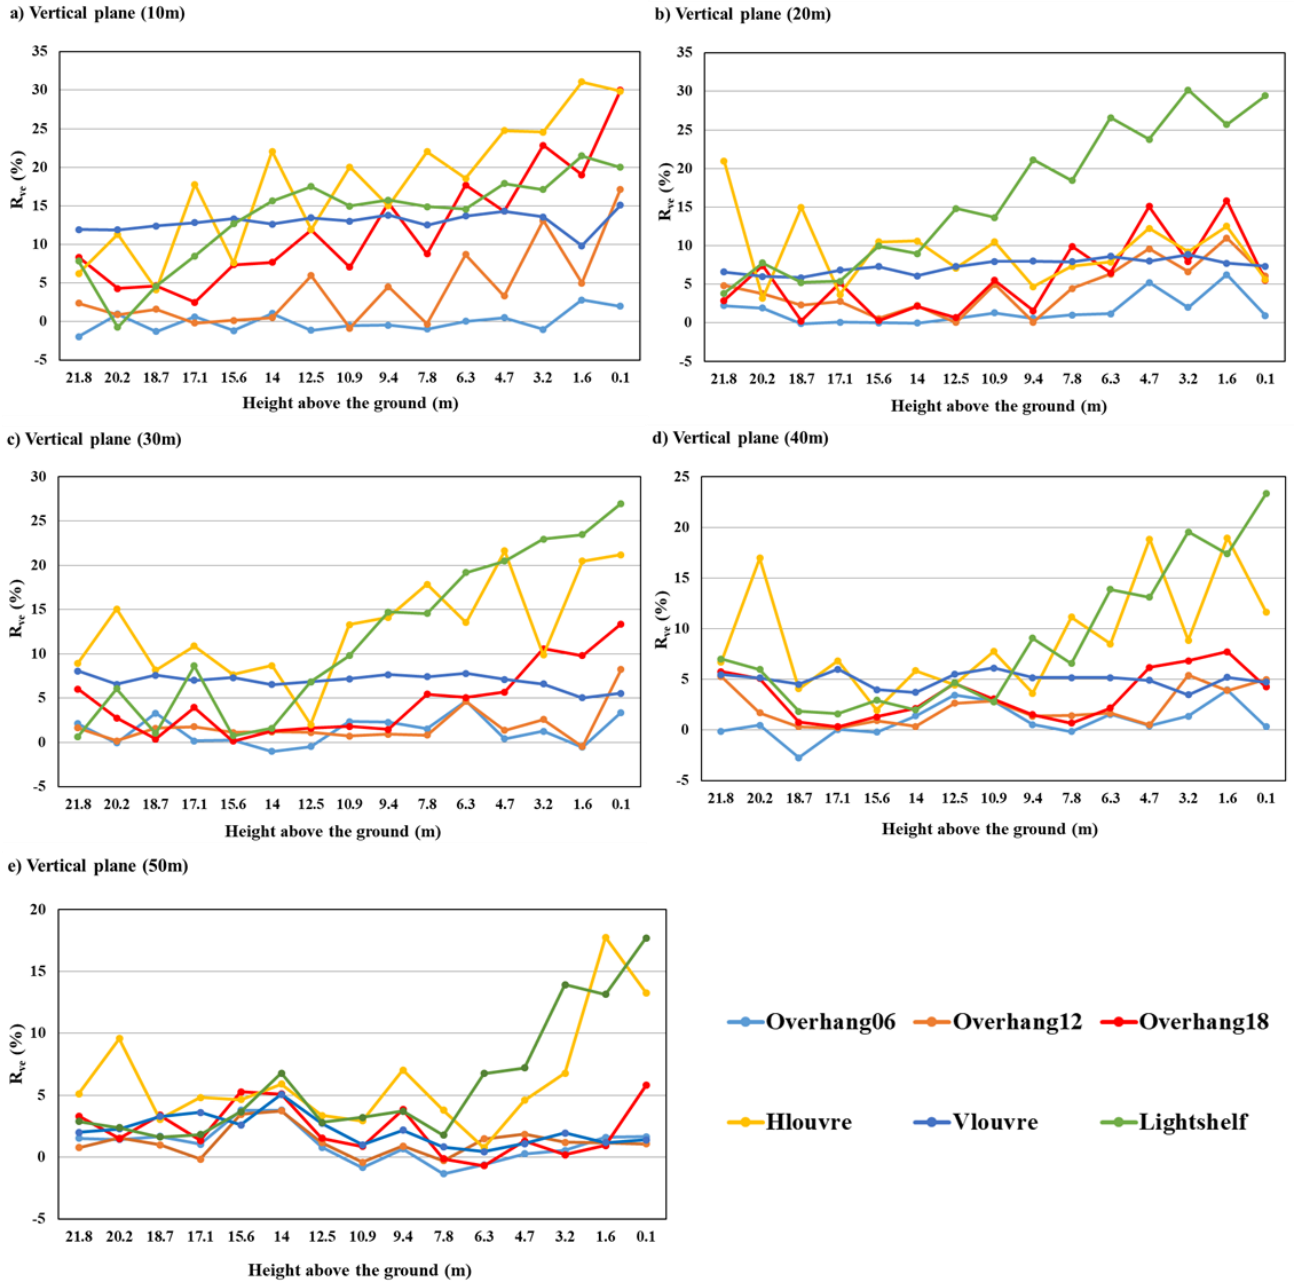 a) Vertical plane (10m)
35
30
25
20
15
10
5
0
-5
R_ve (%)
21.8 20.2 18.7 17.1 15.6 14 12.5 10.9 9.4 7.8 6.3 4.7 3.2 1.6 0.1
Height above the ground (m)
b) Vertical plane (20m)
35
30
25
20
15
10
5
0
-5
R_ve (%)
21.8 20.2 18.7 17.1 15.6 14 12.5 10.9 9.4 7.8 6.3 4.7 3.2 1.6 0.1
Height above the ground (m)
c) Vertical plane (30m)
30
25
20
15
10
5
0
-5
R_ve (%)
21.8 20.2 18.7 17.1 15.6 14 12.5 10.9 9.4 7.8 6.3 4.7 3.2 1.6 0.1
Height above the ground (m)
d) Vertical plane (40m)
25
20
15
10
5
0
-5
R_ve (%)
21.8 20.2 18.7 17.1 15.6 14 12.5 10.9 9.4 7.8 6.3 4.7 3.2 1.6 0.1
Height above the ground (m)
e) Vertical plane (50m)
20
15
10
5
0
-5
R_ve (%)
21.8 20.2 18.7 17.1 15.6 14 12.5 10.9 9.4 7.8 6.3 4.7 3.2 1.6 0.1
Height above the ground (m)
Overhang06 Overhang12 Overhang18
Hlouvre Vlouvre Lightshelf